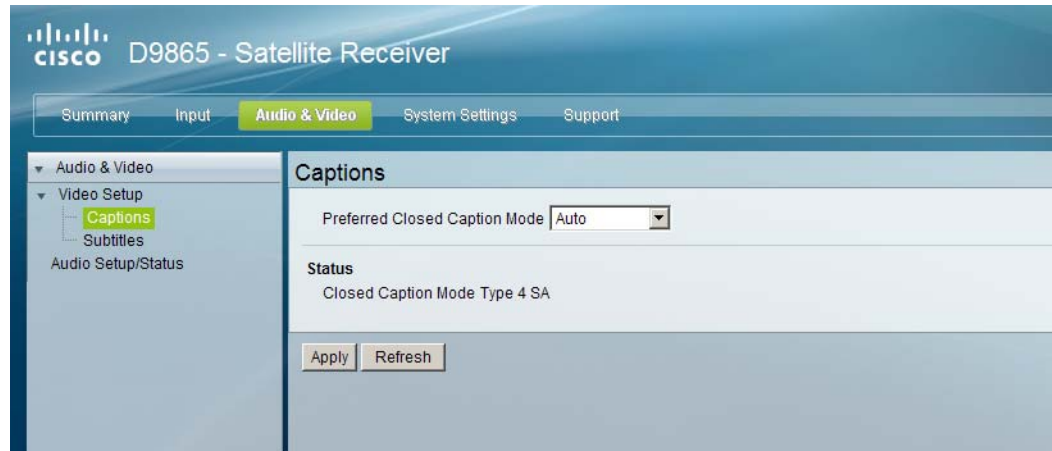 cisco D9865 - Satellite Receiver
Summary Input Audio & Video System Settings Support
Audio & Video
Video Setup
Captions
Subtitles
Audio Setup/Status
Captions
Preferred Closed Caption Mode Auto
Status
Closed Caption Mode Type 4 SA
Apply Refresh